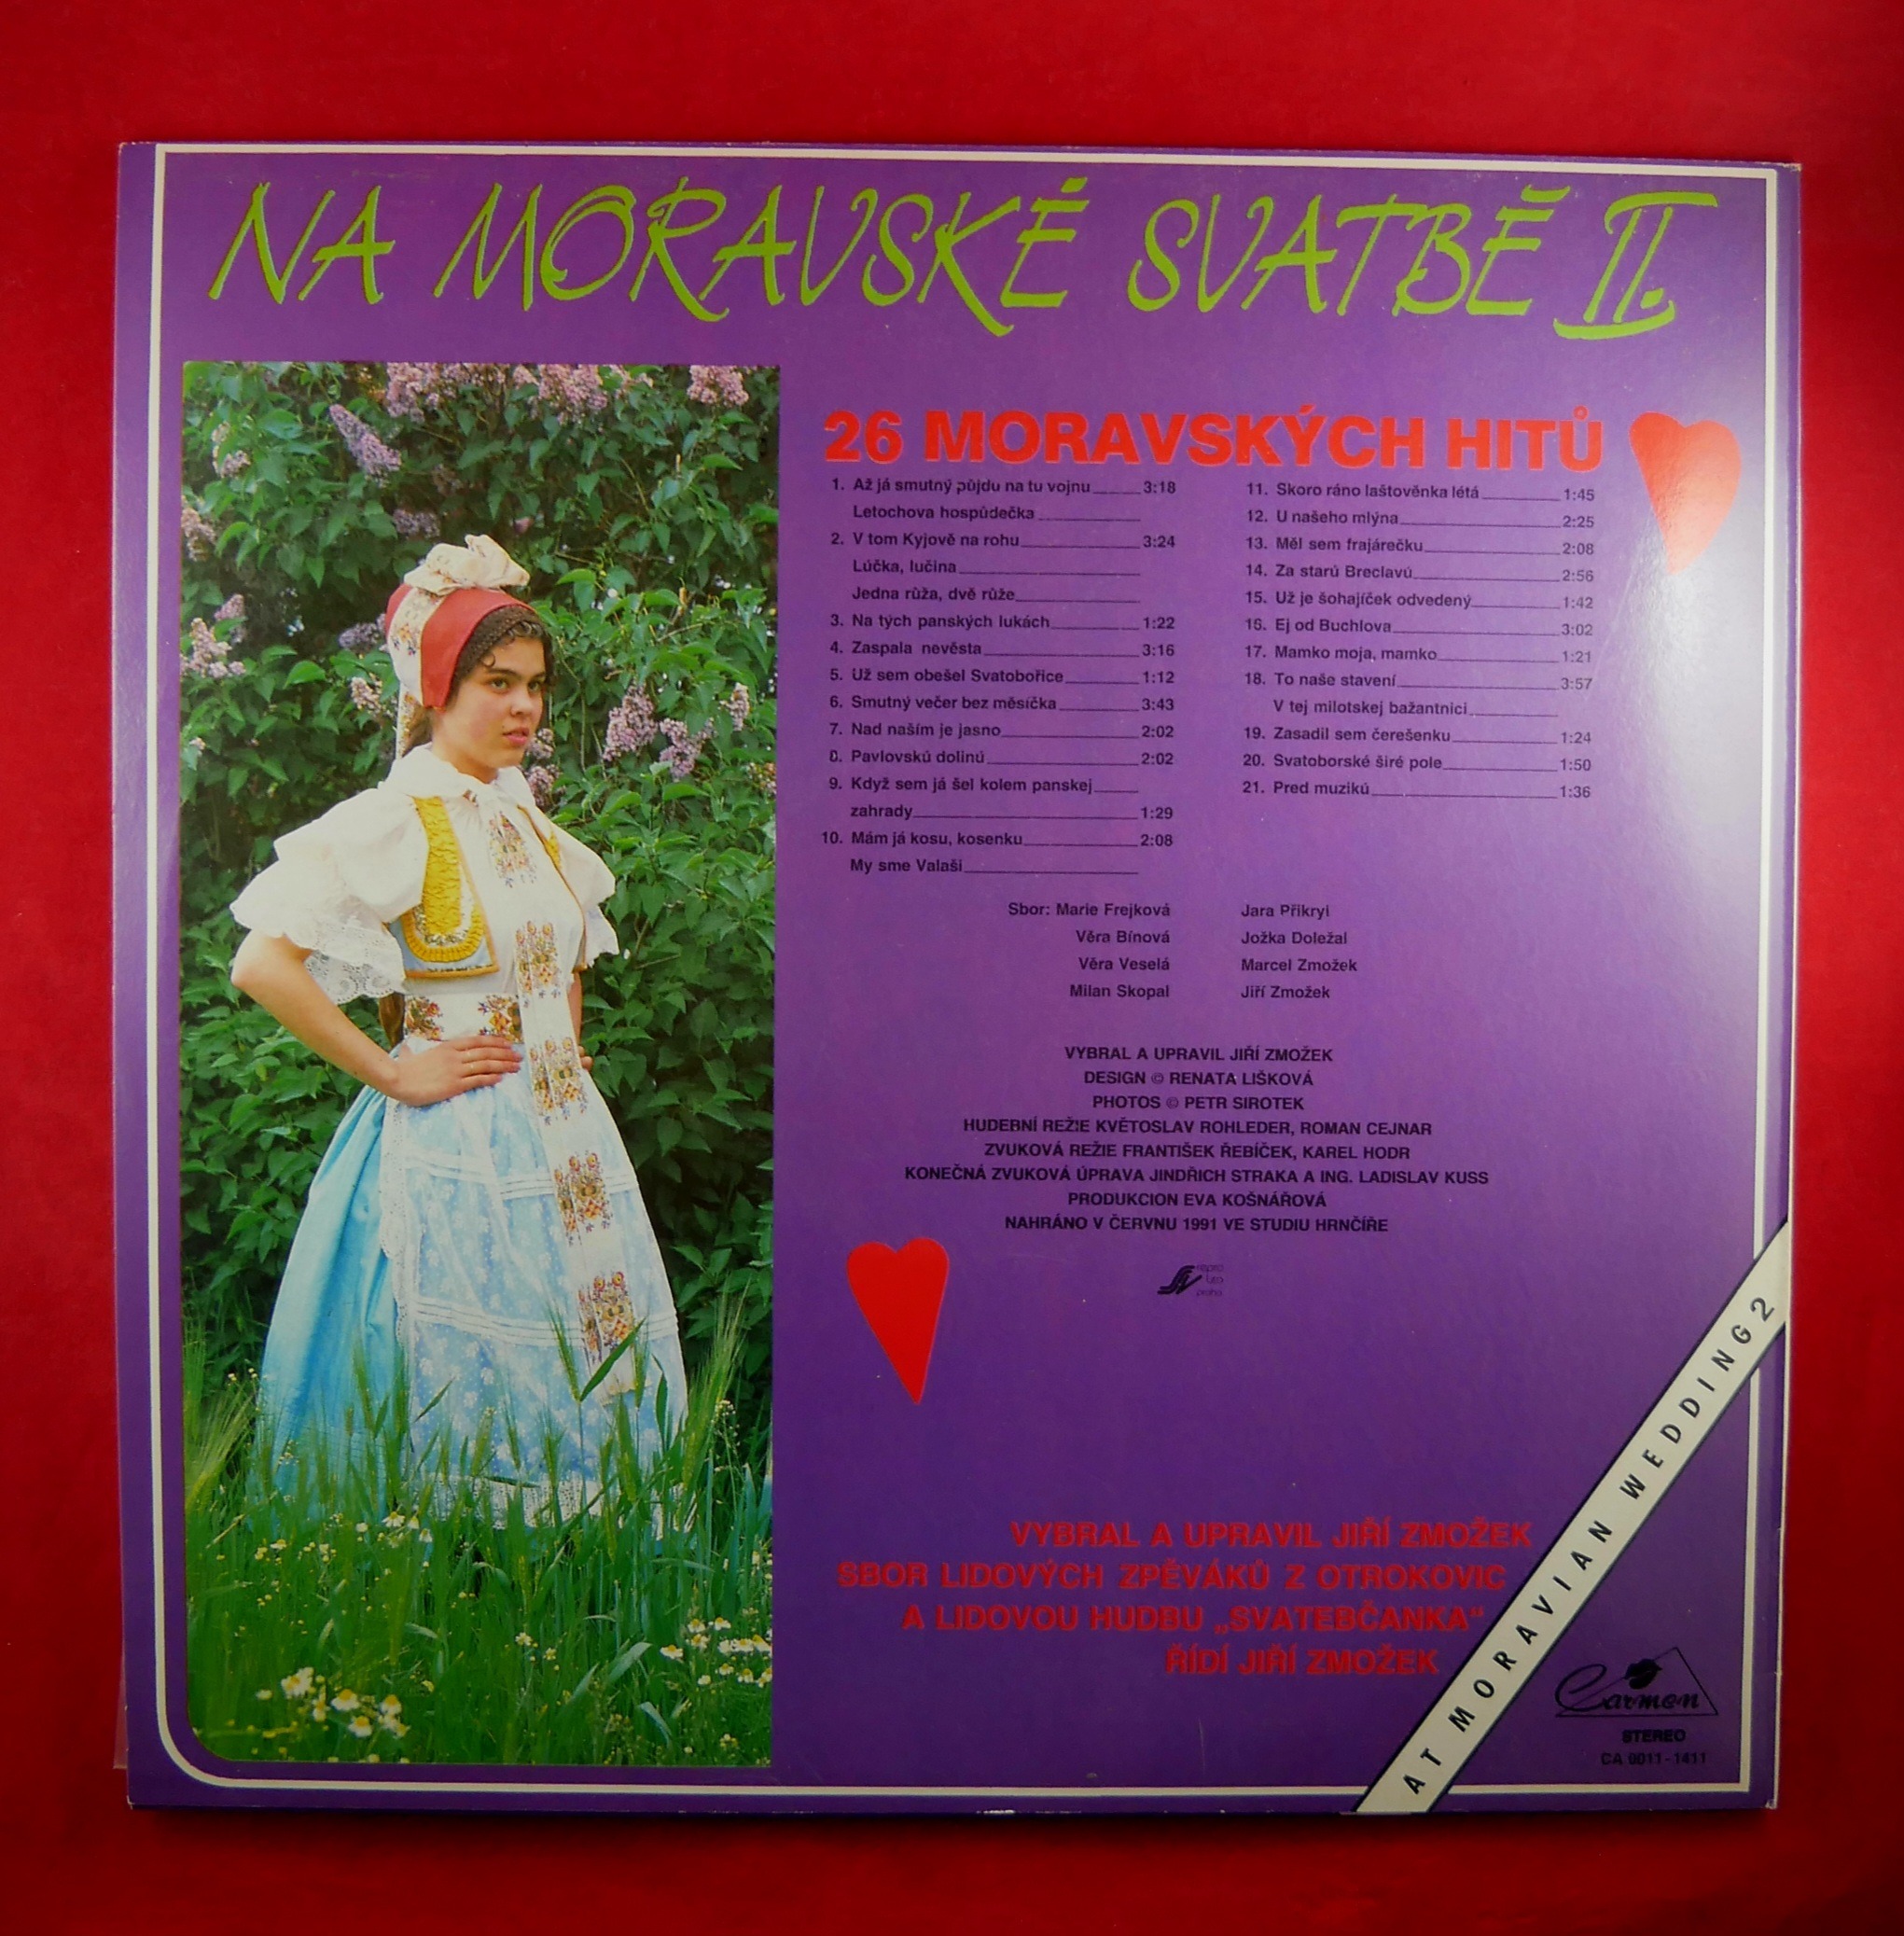 NA MORAVSKÉ SVATBĚ II.
26 MORAVSKÝCH HITŮ
1. Až já smutný půjdu na tu vojnu 3:18
Letochova hospůdečka
2. V tom Kyjově na rohu 3:24
Lúčka, lučina
Jedna růža, dvě růže
3. Na tých panských lukách 1:22
4. Zaspala nevěsta 3:16
5. Už sem obešel Svatobořice 1:12
6. Smutný večer bez měsíčka 3:43
7. Nad naším je jasno 2:02
8. Pavlovskú dolinú 2:02
9. Když sem já šel kolem panskej
zahrady 1:29
10. Mám já kosu, kosenku 2:08
My sme Valaši
11. Skoro ráno laštověnka létá 1:45
12. U našeho mlýna 2:25
13. Měl sem frajárečku 2:08
14. Za starú Breclavú 2:56
15. Už je šohajíček odvedený 1:42
16. Ej od Buchlova 3:02
17. Mamko moja, mamko 1:21
18. To naše stavení 3:57
V tej milotskej bažantnici
19. Zasadil sem čerešenku 1:24
20. Svatoborské širé pole 1:50
21. Pred muzikú 1:36
Sbor: Marie Frejková
Věra Bínová
Věra Veselá
Milan Skopal
Jara Přikryl
Jožka Doležal
Marcel Zmožek
Jiří Zmožek
VYBRAL A UPRAVIL JIŘÍ ZMOŽEK
DESIGN © RENATA LIŠKOVÁ
PHOTOS © PETR SIROTEK
HUDEBNÍ REŽIE KVĚTOSLAV ROHLEDER, ROMAN CEJNAR
ZVUKOVÁ REŽIE FRANTIŠEK ŘEBÍČEK, KAREL HODR
KONEČNÁ ZVUKOVÁ ÚPRAVA JINDŘICH STRAKA A ING. LADISLAV KUSS
PRODUKCION EVA KOŠNÁŘOVÁ
NAHRÁNO V ČERVNU 1991 VE STUDIU HRNČÍŘE
repro
praha
VYBRAL A UPRAVIL JIŘÍ ZMOŽEK
SBOR LIDOVÝCH ZPĚVÁKŮ Z OTROKOVIC
A LIDOVOU HUDBU „SVATEBČANKA“
ŘÍDÍ JIŘÍ ZMOŽEK
AT MORAVIAN WEDDING 2
Carmen
STEREO
CA 0011-1411